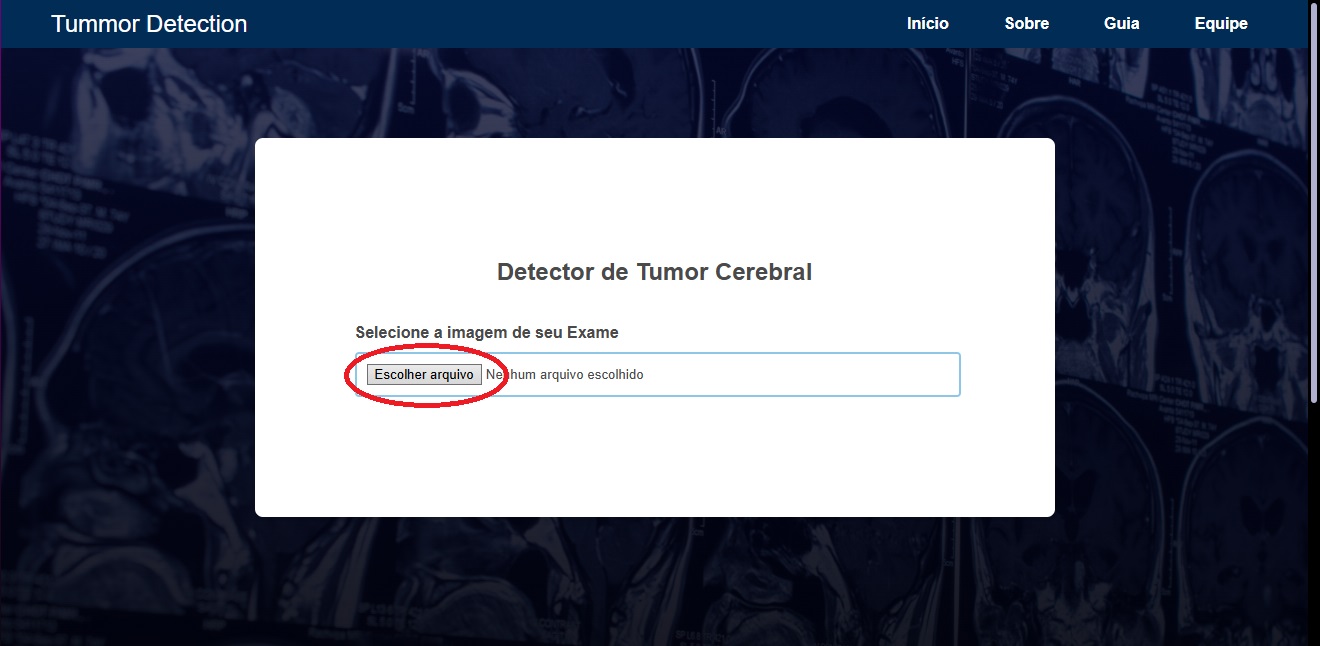 Tummor Detection
Início Sobre Guia Equipe
Detector de Tumor Cerebral
Selecione a imagem de seu Exame
Escolher arquivo Nenhum arquivo escolhido